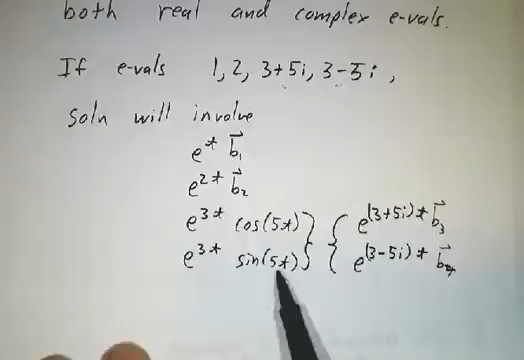 both real and complex e-vals.
If e-vals 1, 2, 3+5i, 3-5i,
soln will involve
e^t b⃗₁
e^2t b⃗₂
e^3t cos(5t) } { e^(3+5i)t b⃗₃
e^3t sin(5t) } { e^(3-5i)t b⃗₄